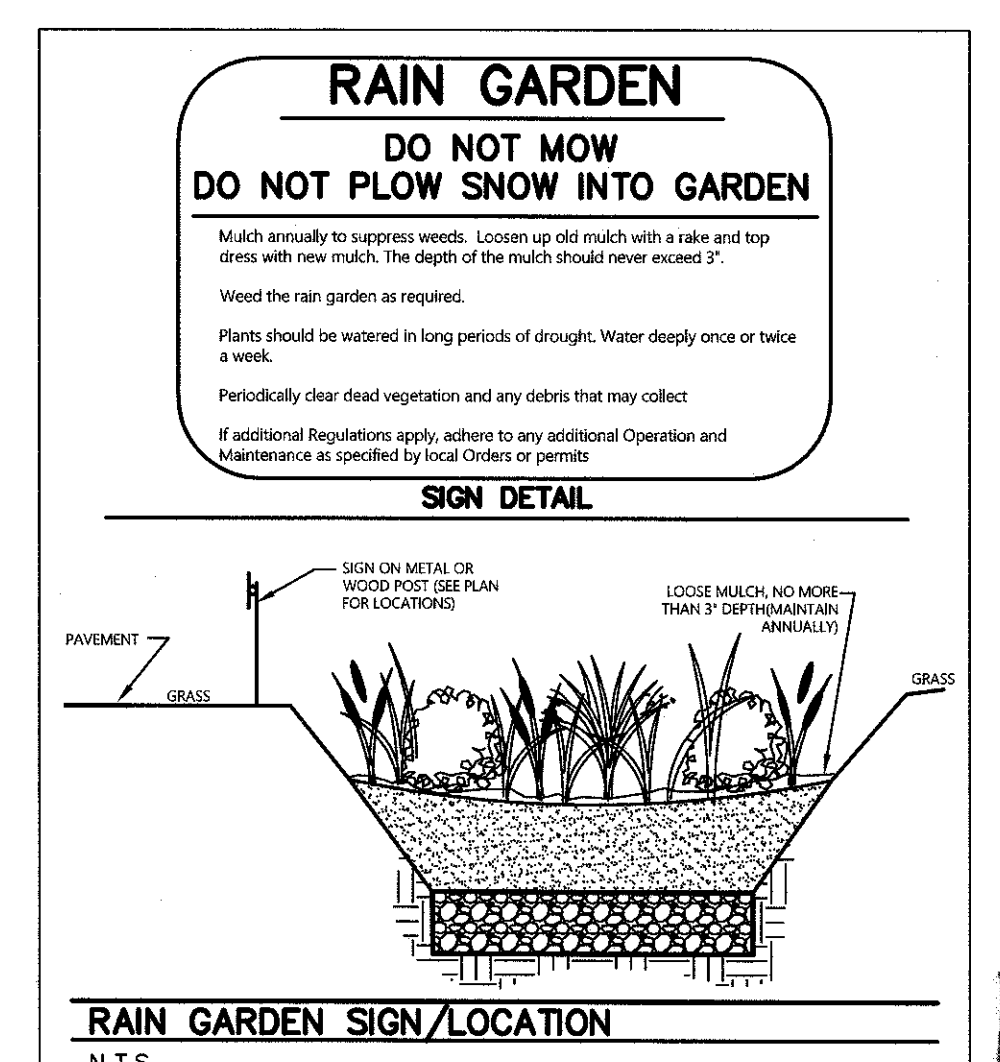 RAIN GARDEN
DO NOT MOW
DO NOT PLOW SNOW INTO GARDEN
Mulch annually to suppress weeds. Loosen up old mulch with a rake and top
dress with new mulch. The depth of the mulch should never exceed 3".
Weed the rain garden as required.
Plants should be watered in long periods of drought. Water deeply once or twice
a week.
Periodically clear dead vegetation and any debris that may collect
If additional Regulations apply, adhere to any additional Operation and
Maintenance as specified by local Orders or permits
SIGN DETAIL
SIGN ON METAL OR
WOOD POST (SEE PLAN
FOR LOCATIONS)
LOOSE MULCH, NO MORE
THAN 3" DEPTH(MAINTAIN
ANNUALLY)
PAVEMENT
GRASS
GRASS
RAIN GARDEN SIGN/LOCATION
N.T.S.